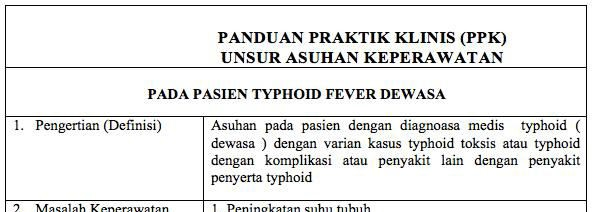 PANDUAN PRAKTIK KLINIS (PPK)
UNSUR ASUHAN KEPERAWATAN
PADA PASIEN TYPHOID FEVER DEWASA
1. Pengertian (Definisi)
Asuhan pada pasien dengan diagnoasa medis typhoid (
dewasa ) dengan varian kasus typhoid toksis atau typhoid
dengan komplikasi atau penyakit lain dengan penyakit
penyerta typhoid
2. Masalah Keperawatan
1. Peningkatan suhu tubuh